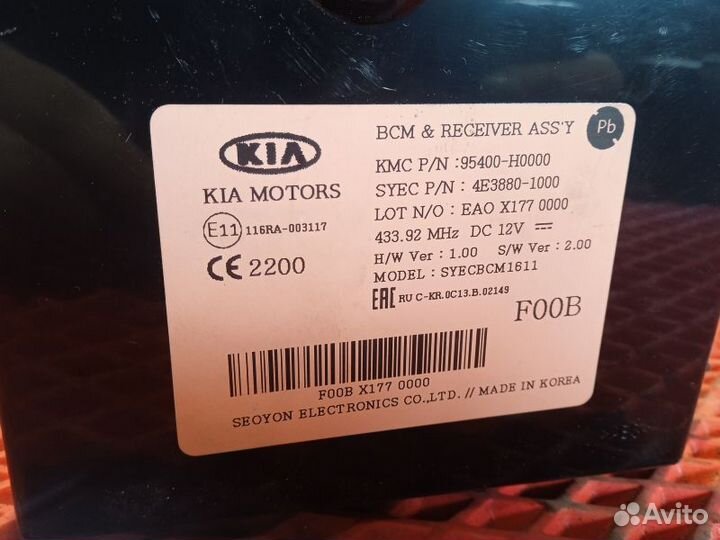 KIA
KIA MOTORS
E11 116RA-003117
CE 2200
BCM & RECEIVER ASS'Y
Pb
KMC P/N :95400-H0000
SYEC P/N : 4E3880-1000
LOT N/O : EAO X177 0000
433.92 MHz DC 12V
H/W Ver : 1.00 S/W Ver : 2.00
MODEL : SYECBCM1611
EAC RU C-KR.0C13.B.02149
F00B
F00B X177 0000
SEOYON ELECTRONICS CO.,LTD. // MADE IN KOREA
Avito